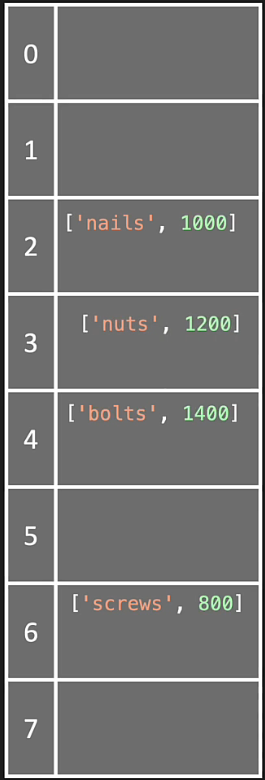 0
1
2 ['nails', 1000]
3 ['nuts', 1200]
4 ['bolts', 1400]
5
6 ['screws', 800]
7